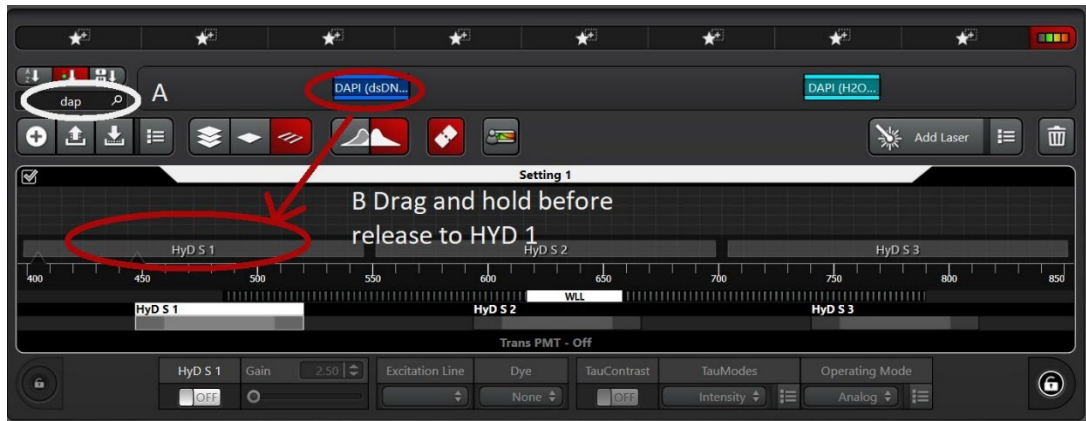 dap
A
DAPI (dsDN...
DAPI (H2O...
Add Laser
Setting 1
B Drag and hold before
release to HYD 1
HyD S 1
HyD S 2
HyD S 3
400 450 500 550 600 650 700 750 800 850
WLL
HyD S 1
HyD S 2
HyD S 3
Trans PMT - Off
HyD S 1 Gain 2.50 Excitation Line Dye TauContrast TauModes Operating Mode
OFF None OFF Intensity Analog